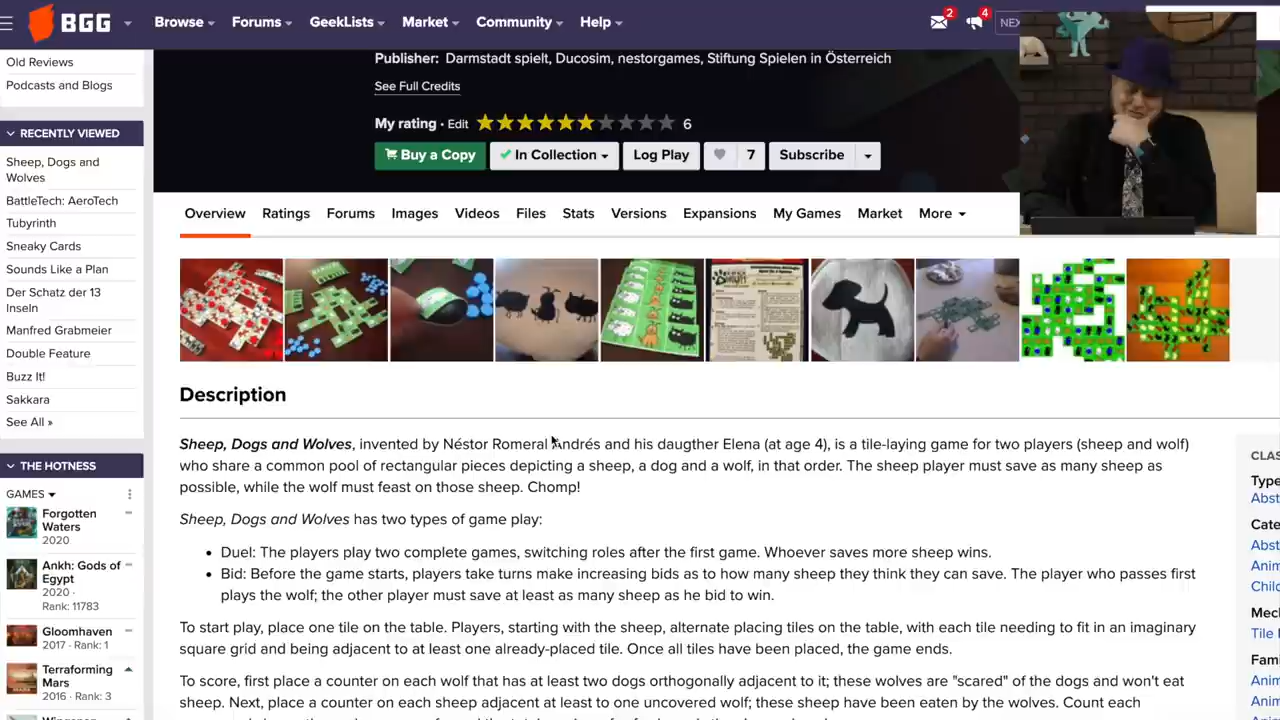 BGG Browse Forums GeekLists Market Community Help 2 4 NEX
Old Reviews
Podcasts and Blogs
RECENTLY VIEWED
Sheep, Dogs and
Wolves
BattleTech: AeroTech
Tubyrinth
Sneaky Cards
Sounds Like a Plan
Der Schatz der 13
Inseln
Manfred Grabmeier
Double Feature
Buzz It!
Sakkara
See All »
THE HOTNESS
GAMES
Forgotten
Waters
2020
Ankh: Gods of
Egypt
2020 ·
Rank: 11783
Gloomhaven
2017 · Rank: 1
Terraforming
Mars
2016 · Rank: 3
Publisher: Darmstadt spielt, Ducosim, nestorgames, Stiftung Spielen in Österreich
See Full Credits
My rating · Edit 6
Buy a Copy In Collection Log Play 7 Subscribe
Overview Ratings Forums Images Videos Files Stats Versions Expansions My Games Market More
Description
Sheep, Dogs and Wolves, invented by Néstor Romeral Andrés and his daugther Elena (at age 4), is a tile-laying game for two players (sheep and wolf)
who share a common pool of rectangular pieces depicting a sheep, a dog and a wolf, in that order. The sheep player must save as many sheep as
possible, while the wolf must feast on those sheep. Chomp!
Sheep, Dogs and Wolves has two types of game play:
• Duel: The players play two complete games, switching roles after the first game. Whoever saves more sheep wins.
• Bid: Before the game starts, players take turns make increasing bids as to how many sheep they think they can save. The player who passes first
plays the wolf; the other player must save at least as many sheep as he bid to win.
To start play, place one tile on the table. Players, starting with the sheep, alternate placing tiles on the table, with each tile needing to fit in an imaginary
square grid and being adjacent to at least one already-placed tile. Once all tiles have been placed, the game ends.
To score, first place a counter on each wolf that has at least two dogs orthogonally adjacent to it; these wolves are "scared" of the dogs and won't eat
sheep. Next, place a counter on each sheep adjacent at least to one uncovered wolf; these sheep have been eaten by the wolves. Count each
CLAS
Type
Abst
Cate
Abst
Anim
Child
Mech
Tile
Fami
Anim